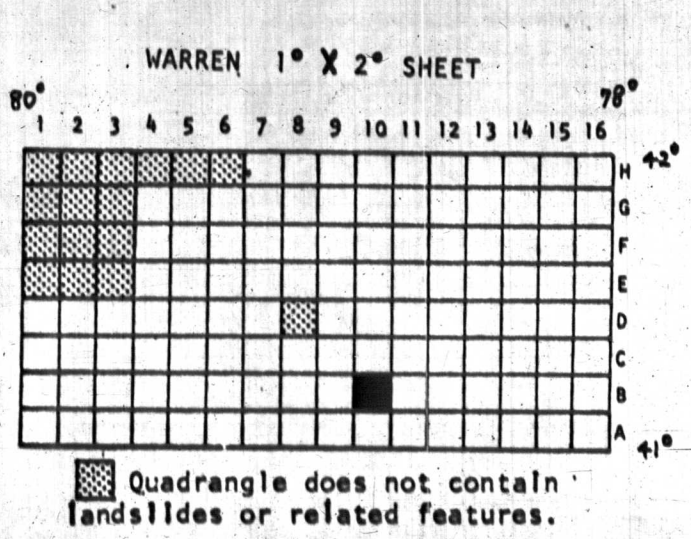 WARREN 1° X 2° SHEET
80° 78°
1 2 3 4 5 6 7 8 9 10 11 12 13 14 15 16
H 42°
G
F
E
D
C
B
A 41°
Quadrangle does not contain
landslides or related features.